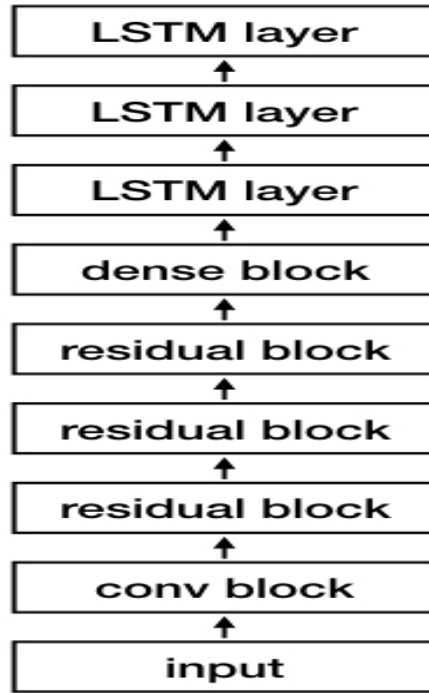 LSTM layer
LSTM layer
LSTM layer
dense block
residual block
residual block
residual block
conv block
input